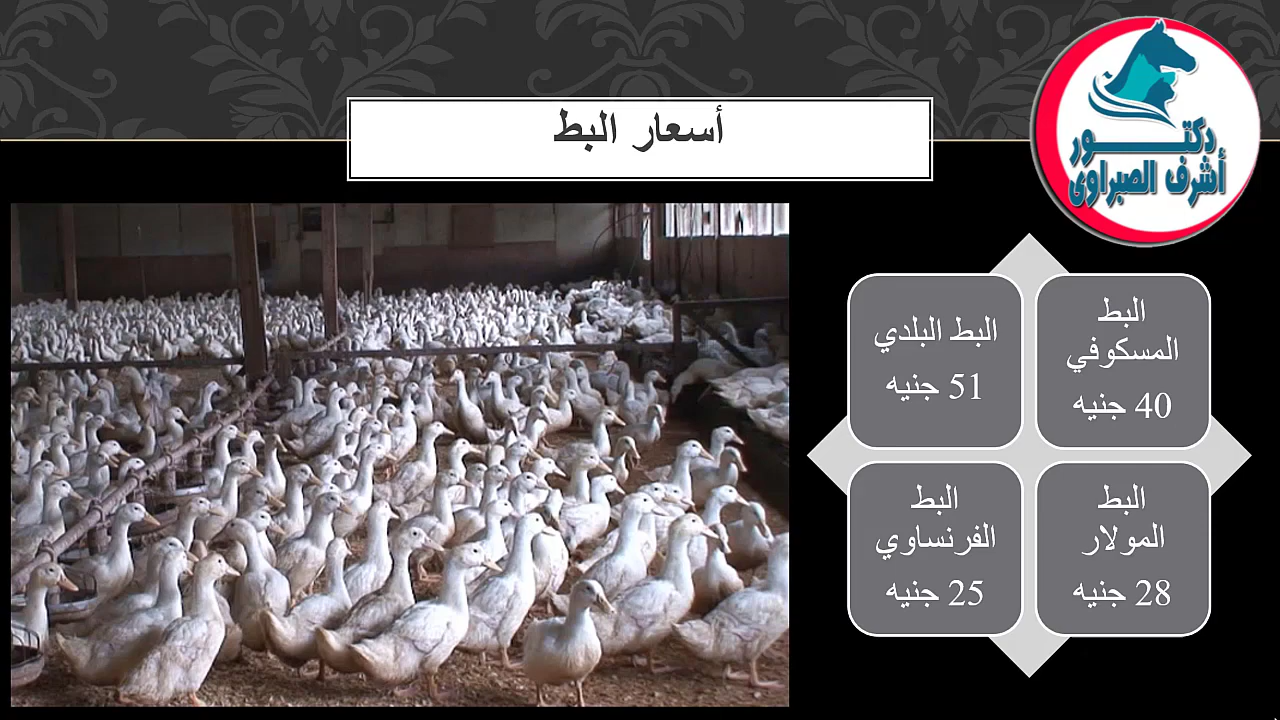 أسعار البط
دكتور
أشرف الصبراوى
البط
المسكوفي
40 جنيه
البط البلدي
51 جنيه
البط
المولار
28 جنيه
البط
الفرنساوي
25 جنيه